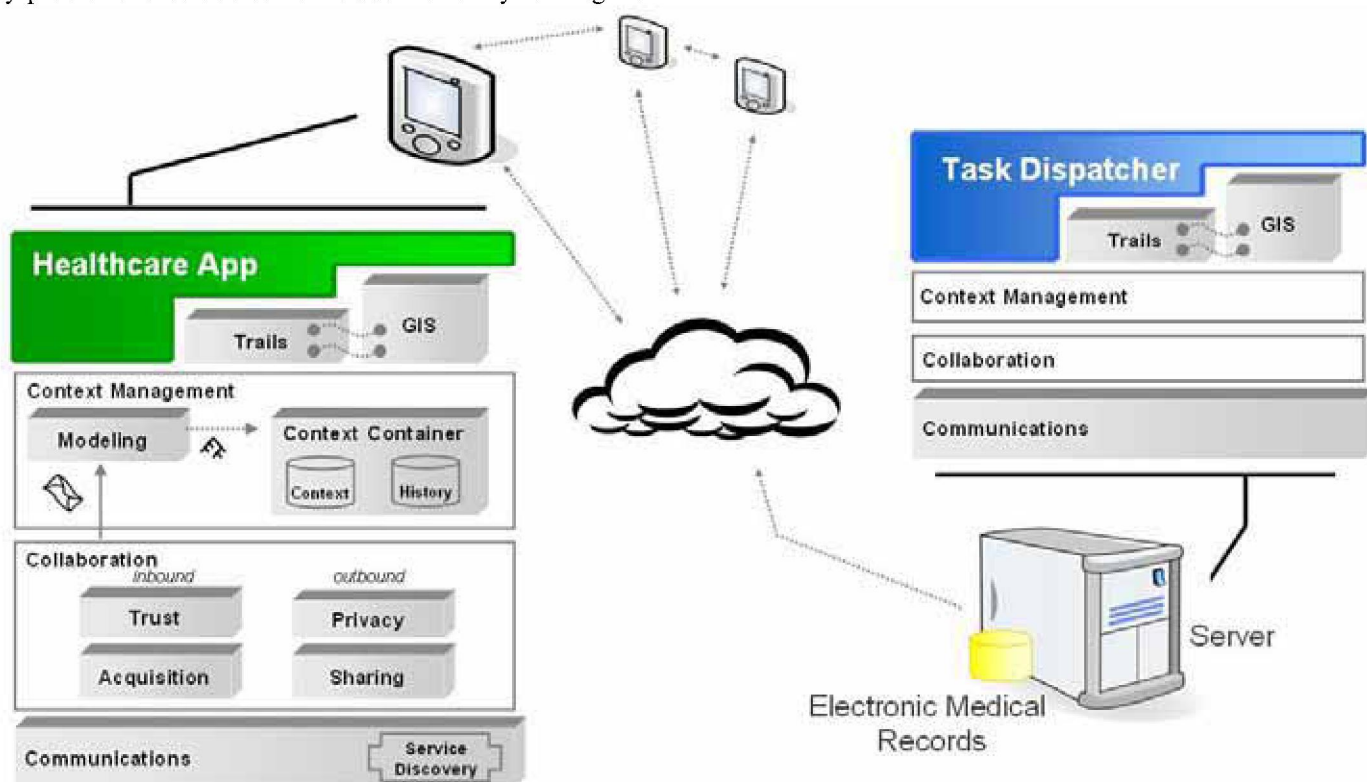 Healthcare App
Trails
GIS
Context Management
Modeling
Context Container
Context
History
Collaboration
inbound
outbound
Trust
Privacy
Acquisition
Sharing
Communications
Service
Discovery
Task Dispatcher
Trails
GIS
Context Management
Collaboration
Communications
Server
Electronic Medical
Records